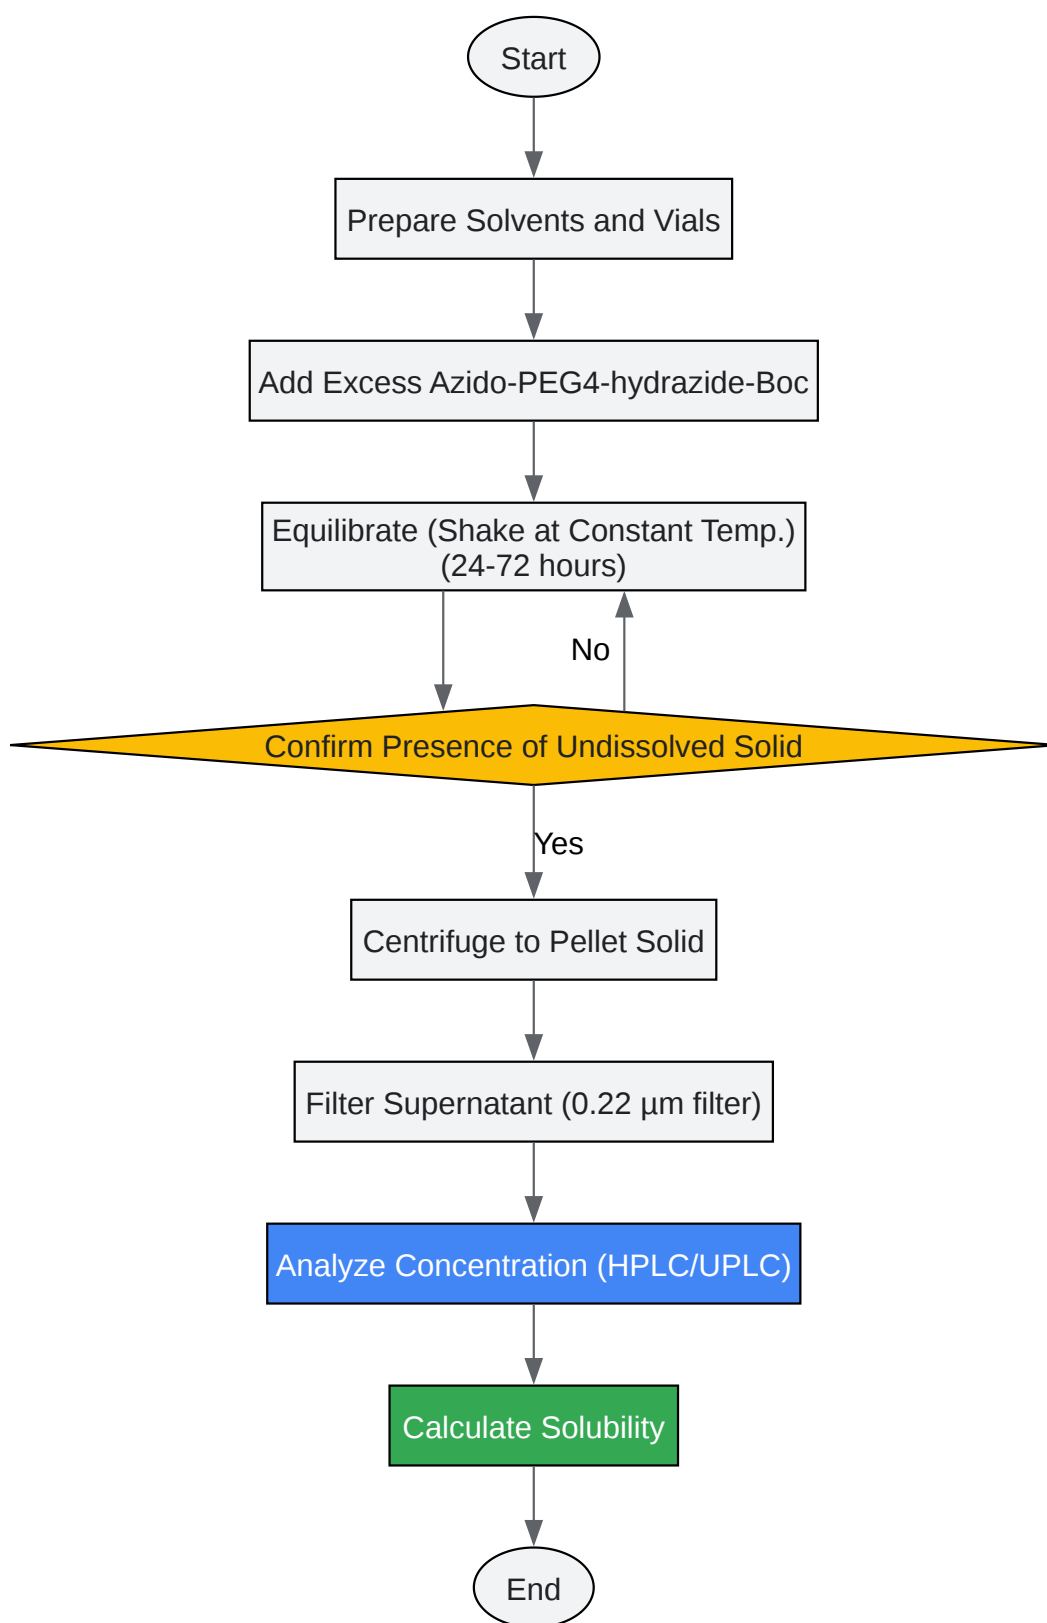 Start
Prepare Solvents and Vials
Add Excess Azido-PEG4-hydrazide-Boc
Equilibrate (Shake at Constant Temp.)
(24-72 hours)
No
Confirm Presence of Undissolved Solid
Yes
Centrifuge to Pellet Solid
Filter Supernatant (0.22 µm filter)
Analyze Concentration (HPLC/UPLC)
Calculate Solubility
End